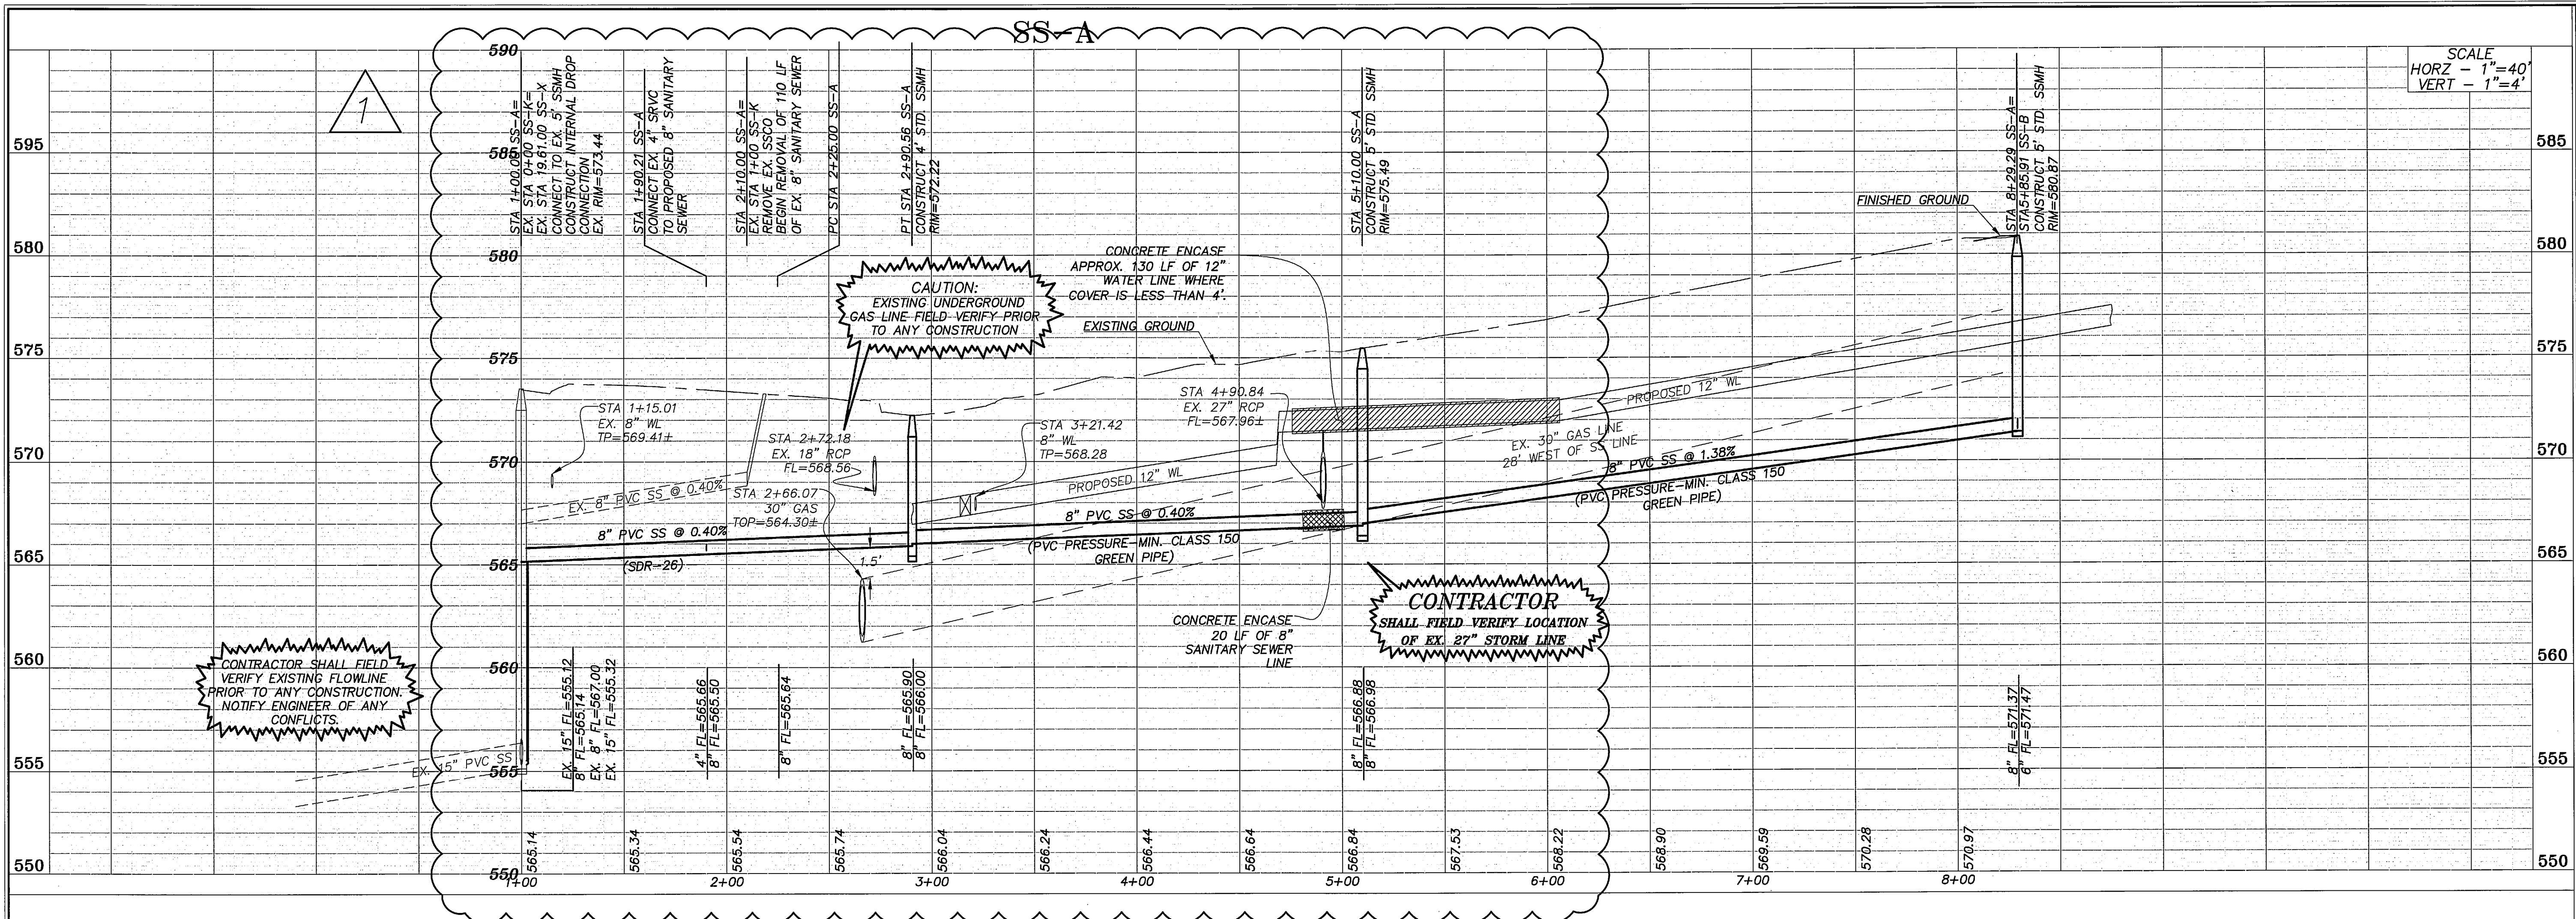 SS-A
SCALE
HORZ - 1"=40'
VERT - 1"=4'
1
590
595
585
585
580
580
580
575
575
575
570
570
570
565
565
565
560
560
560
555
555
555
550
550
550
STA 1+00.00 SS-A=
EX. STA 0+00 SS-K=
EX. STA 19.61.00 SS-X
CONNECT TO EX. 5' SSMH
CONSTRUCT INTERNAL DROP
CONNECTION
EX. RIM=573.44
STA 1+90.21 SS-A
CONNECT EX. 4" SRVC
TO PROPOSED 8" SANITARY
SEWER
STA 2+10.00 SS-A=
EX. STA 1+00 SS-K
REMOVE EX. SSCO
BEGIN REMOVAL OF 110 LF
OF EX. 8" SANITARY SEWER
PC STA 2+25.00 SS-A
PT STA 2+90.56 SS-A
CONSTRUCT 4' STD. SSMH
RIM=572.22
STA 5+10.00 SS-A
CONSTRUCT 5' STD. SSMH
RIM=575.49
STA 8+29.29 SS-A=
STA5+85.91 SS-B
CONSTRUCT 5' STD. SSMH
RIM=580.87
FINISHED GROUND
CONCRETE ENCASE
APPROX. 130 LF OF 12"
WATER LINE WHERE
COVER IS LESS THAN 4'.
CAUTION:
EXISTING UNDERGROUND
GAS LINE FIELD VERIFY PRIOR
TO ANY CONSTRUCTION
EXISTING GROUND
STA 1+15.01
EX. 8" WL
TP=569.41±
STA 2+72.18
EX. 18" RCP
FL=568.56
STA 2+66.07
30" GAS
TOP=564.30±
STA 3+21.42
8" WL
TP=568.28
STA 4+90.84
EX. 27" RCP
FL=567.96±
PROPOSED 12" WL
PROPOSED 12" WL
EX. 30" GAS LINE
28' WEST OF SS LINE
EX. 8" PVC SS @ 0.40%
8" PVC SS @ 0.40%
(SDR-26)
1.5'
8" PVC SS @ 0.40%
(PVC PRESSURE-MIN. CLASS 150
GREEN PIPE)
8" PVC SS @ 1.38%
(PVC PRESSURE-MIN. CLASS 150
GREEN PIPE)
CONCRETE ENCASE
20 LF OF 8"
SANITARY SEWER
LINE
CONTRACTOR
SHALL FIELD VERIFY LOCATION
OF EX. 27" STORM LINE
CONTRACTOR SHALL FIELD
VERIFY EXISTING FLOWLINE
PRIOR TO ANY CONSTRUCTION.
NOTIFY ENGINEER OF ANY
CONFLICTS.
EX. 15" PVC SS
EX. 15" FL=555.12
8" FL=565.14
EX. 8" FL=567.00
EX. 15" FL=555.32
4" FL=565.66
8" FL=565.50
8" FL=565.64
8" FL=565.90
8" FL=566.00
8" FL=566.88
8" FL=566.98
8" FL=571.37
6" FL=571.47
565.14
565.34
565.54
565.74
566.04
566.24
566.44
566.64
566.84
567.53
568.22
568.90
569.59
570.28
570.97
1+00
2+00
3+00
4+00
5+00
6+00
7+00
8+00